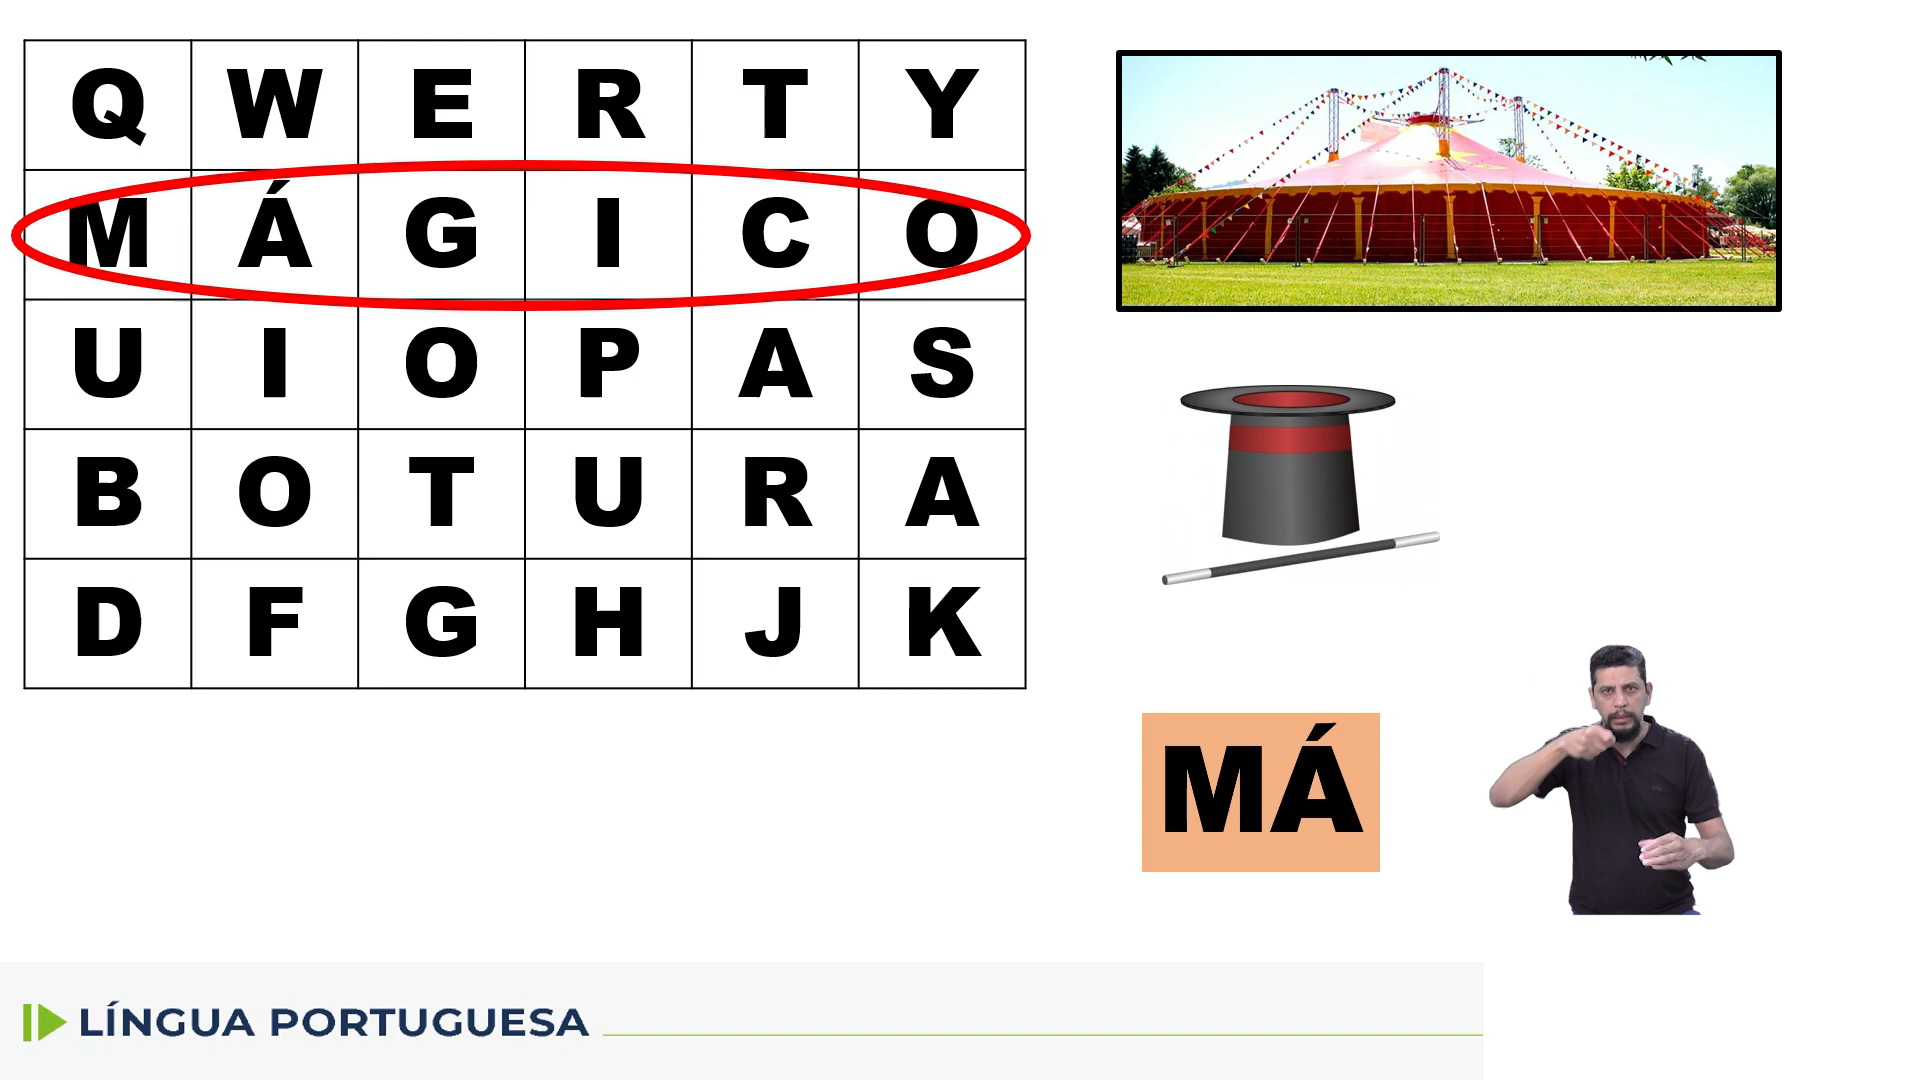 Q W E R T Y
M Á G I C O
U I O P A S
B O T U R A
D F G H J K
MÁ
LÍNGUA PORTUGUESA